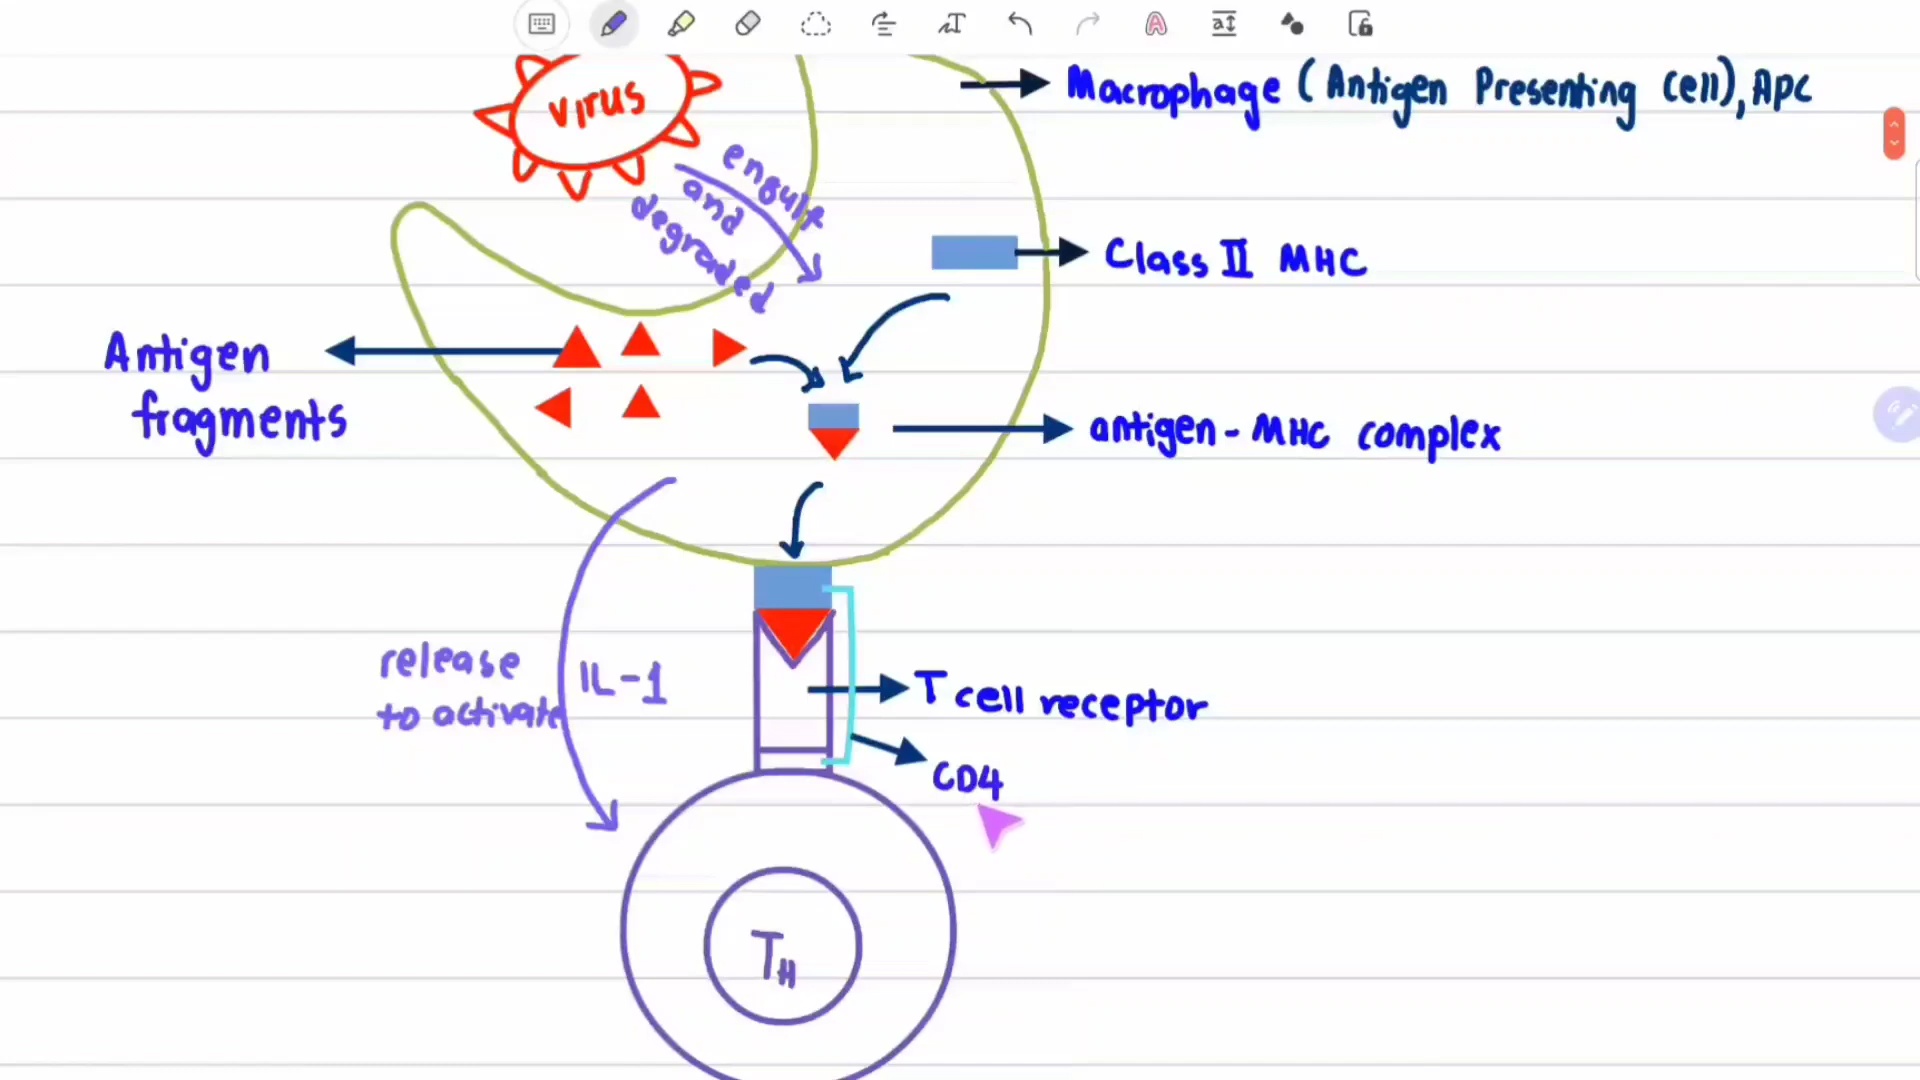 virus
Macrophage (Antigen Presenting Cell), APC
engulf
and
degraded
Class II MHC
Antigen
fragments
antigen - MHC complex
release
to activate
IL-1
T cell receptor
CD4
TH